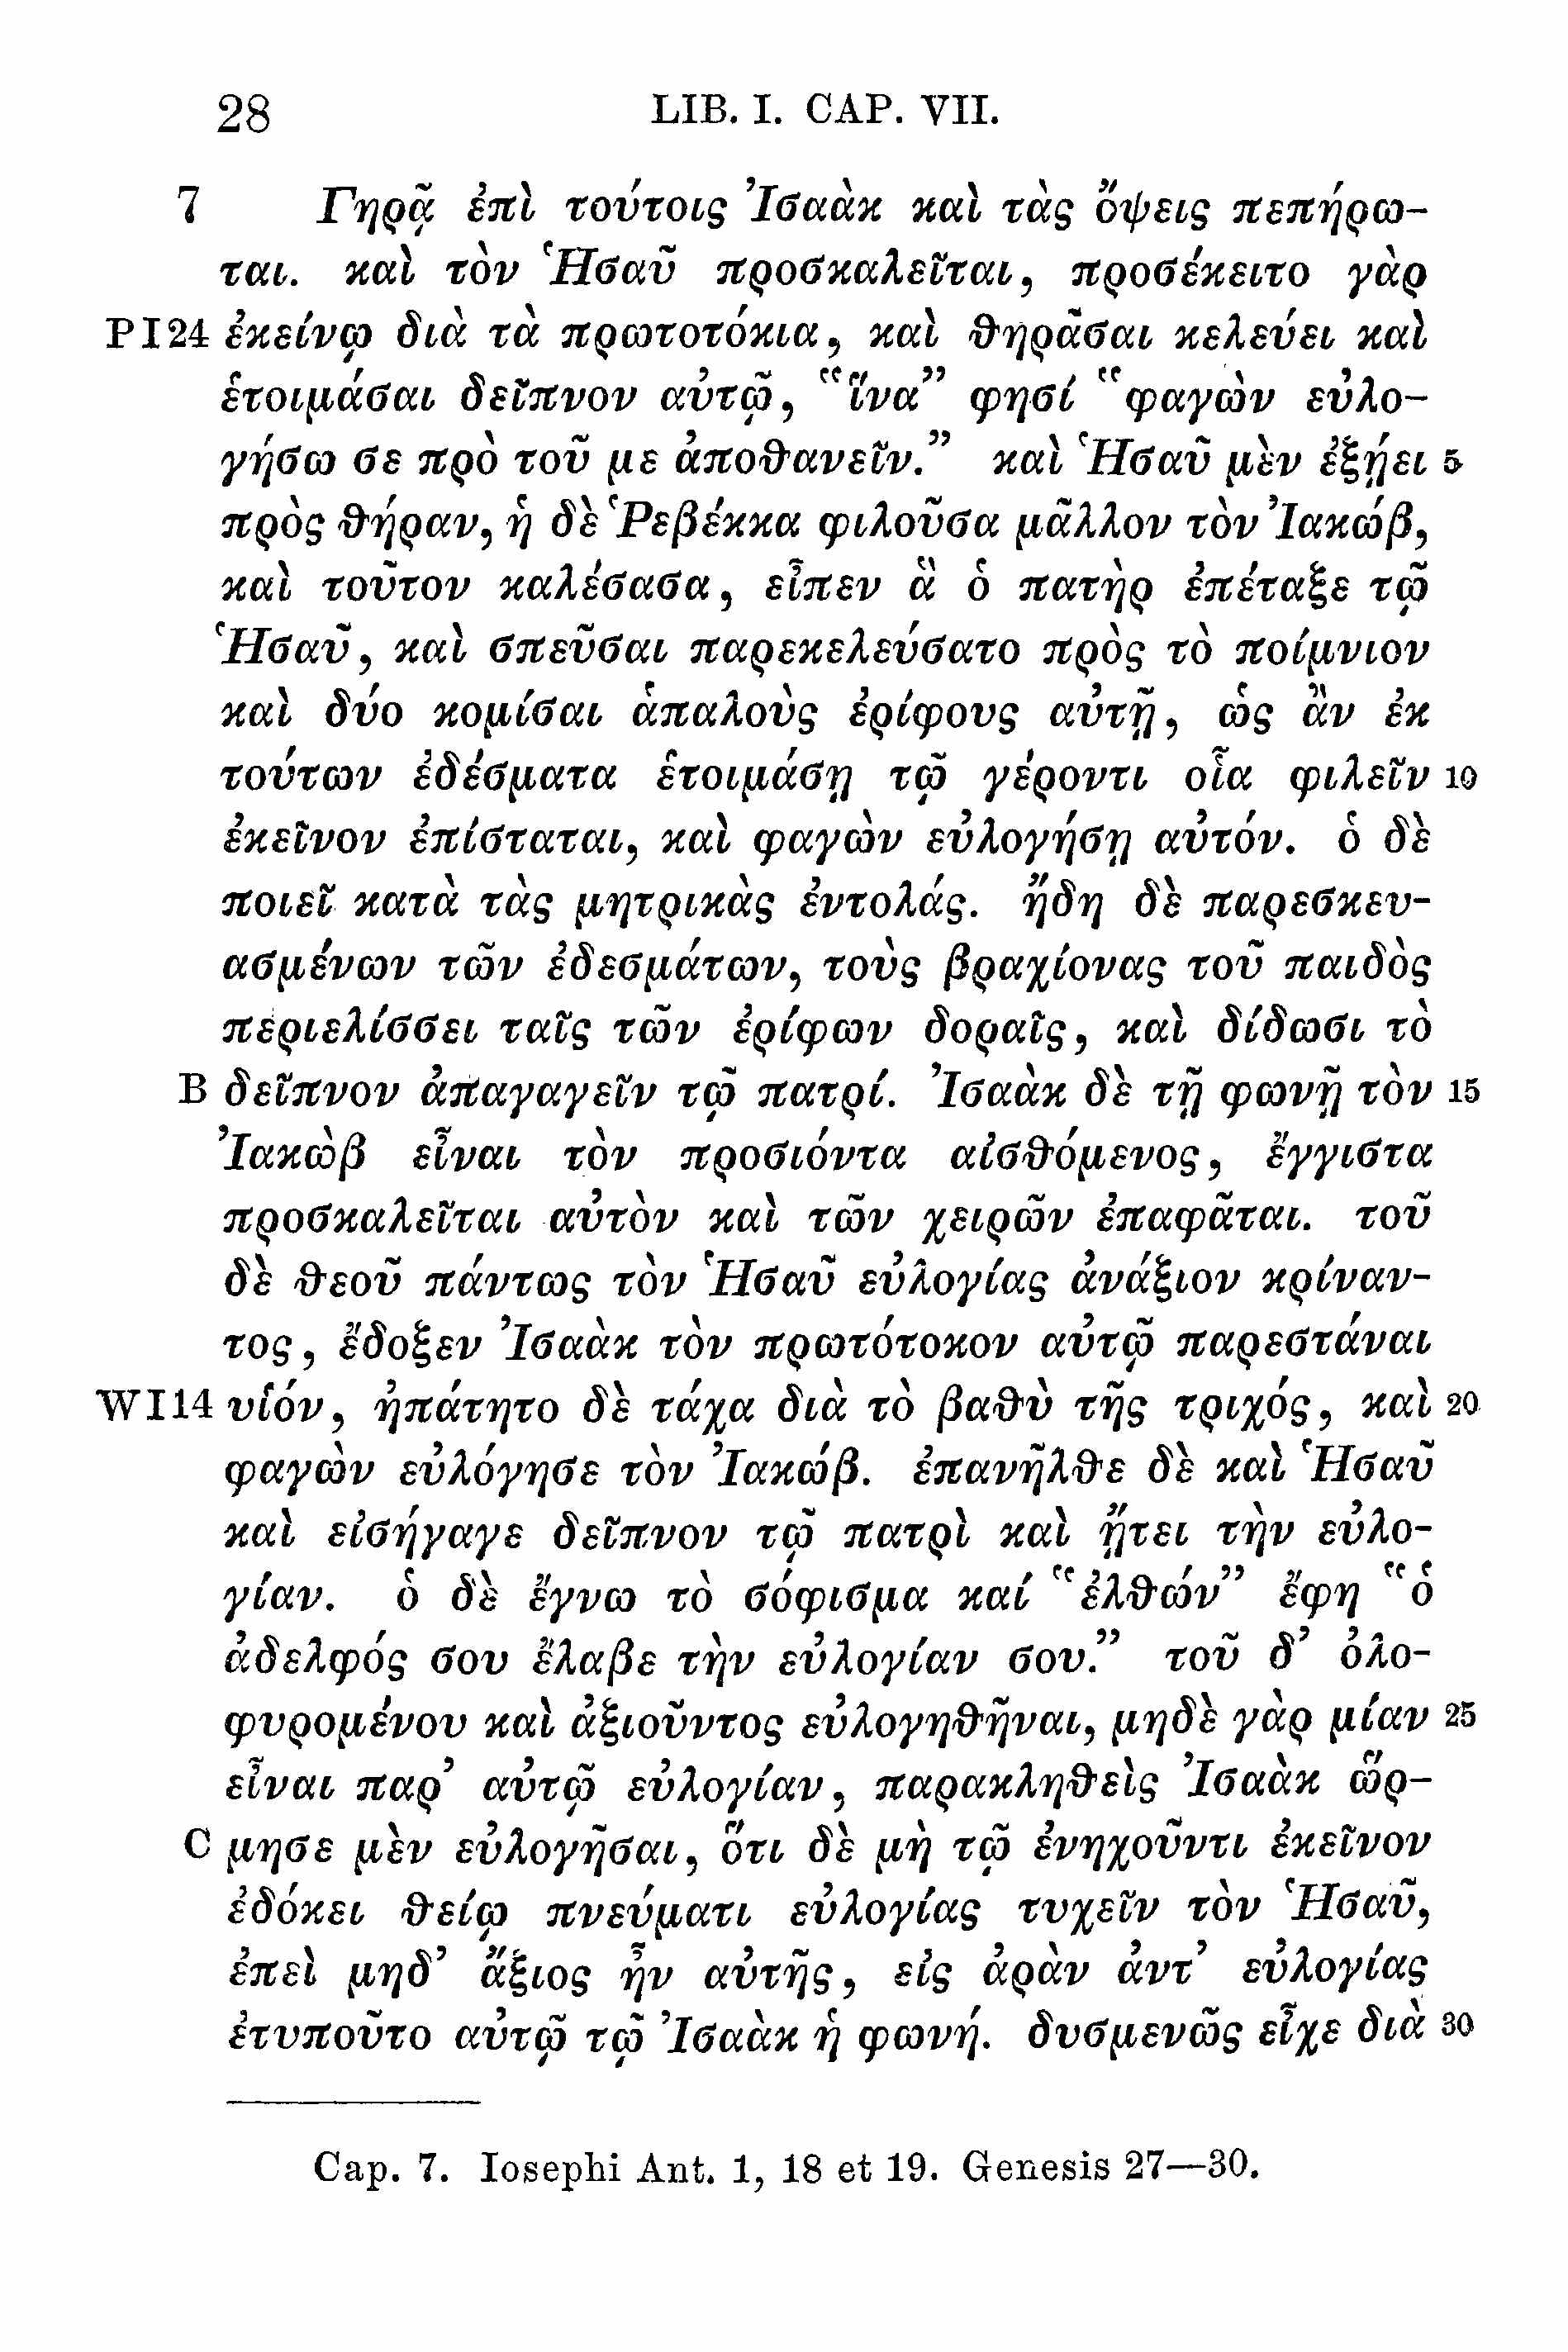 28 LIB. I. CAP. VII.
7 Γηρᾷ ἐπὶ τούτοις Ἰσαὰκ καὶ τὰς ὄψεις πεπήρω-
ται. καὶ τὸν Ἡσαῦ προσκαλεῖται, προσέκειτο γὰρ
P I 24 ἐκείνῳ διὰ τὰ πρωτοτόκια, καὶ θηρᾶσαι κελεύει καὶ
ἑτοιμάσαι δεῖπνον αὐτῷ, “ἵνα” φησί “φαγὼν εὐλο-
γήσω σε πρὸ τοῦ με ἀποθανεῖν.” καὶ Ἡσαῦ μὲν ἐξῄει 5
πρὸς θήραν, ἡ δὲ Ῥεβέκκα φιλοῦσα μᾶλλον τὸν Ἰακώβ,
καὶ τοῦτον καλέσασα, εἶπεν ἃ ὁ πατὴρ ἐπέταξε τῷ
Ἡσαῦ, καὶ σπεῦσαι παρεκελεύσατο πρὸς τὸ ποίμνιον
καὶ δύο κομίσαι ἁπαλοὺς ἐρίφους αὐτῇ, ὡς ἂν ἐκ
τούτων ἐδέσματα ἑτοιμάσῃ τῷ γέροντι οἷα φιλεῖν 10
ἐκεῖνον ἐπίσταται, καὶ φαγὼν εὐλογήσῃ αὐτόν. ὁ δὲ
ποιεῖ κατὰ τὰς μητρικὰς ἐντολάς. ἤδη δὲ παρεσκευ-
ασμένων τῶν ἐδεσμάτων, τοὺς βραχίονας τοῦ παιδὸς
περιελίσσει ταῖς τῶν ἐρίφων δοραῖς, καὶ δίδωσι τὸ
B δεῖπνον ἀπαγαγεῖν τῷ πατρί. Ἰσαὰκ δὲ τῇ φωνῇ τὸν 15
Ἰακὼβ εἶναι τὸν προσιόντα αἰσθόμενος, ἔγγιστα
προσκαλεῖται αὐτὸν καὶ τῶν χειρῶν ἐπαφᾶται. τοῦ
δὲ θεοῦ πάντως τὸν Ἡσαῦ εὐλογίας ἀνάξιον κρίναν-
τος, ἔδοξεν Ἰσαὰκ τὸν πρωτότοκον αὐτῷ παρεστάναι
W I 14 υἱόν, ἠπάτητο δὲ τάχα διὰ τὸ βαθὺ τῆς τριχός, καὶ 20
φαγὼν εὐλόγησε τὸν Ἰακώβ. ἐπανῆλθε δὲ καὶ Ἡσαῦ
καὶ εἰσήγαγε δεῖπνον τῷ πατρὶ καὶ ᾔτει τὴν εὐλο-
γίαν. ὁ δὲ ἔγνω τὸ σόφισμα καί “ἐλθών” ἔφη “ὁ
ἀδελφός σου ἔλαβε τὴν εὐλογίαν σου.” τοῦ δ’ ὀλο-
φυρομένου καὶ ἀξιοῦντος εὐλογηθῆναι, μηδὲ γὰρ μίαν 25
εἶναι παρ’ αὐτῷ εὐλογίαν, παρακληθεὶς Ἰσαὰκ ὥρ-
C μησε μὲν εὐλογῆσαι, ὅτι δὲ μὴ τῷ ἐνηχοῦντι ἐκεῖνον
ἐδόκει θείῳ πνεύματι εὐλογίας τυχεῖν τὸν Ἡσαῦ,
ἐπεὶ μηδ’ ἄξιος ἦν αὐτῆς, εἰς ἀρὰν ἀντ’ εὐλογίας
ἐτυποῦτο αὐτῷ τῷ Ἰσαὰκ ἡ φωνή. δυσμενῶς εἶχε διὰ 30
Cap. 7. Iosephi Ant. 1, 18 et 19. Genesis 27—30.